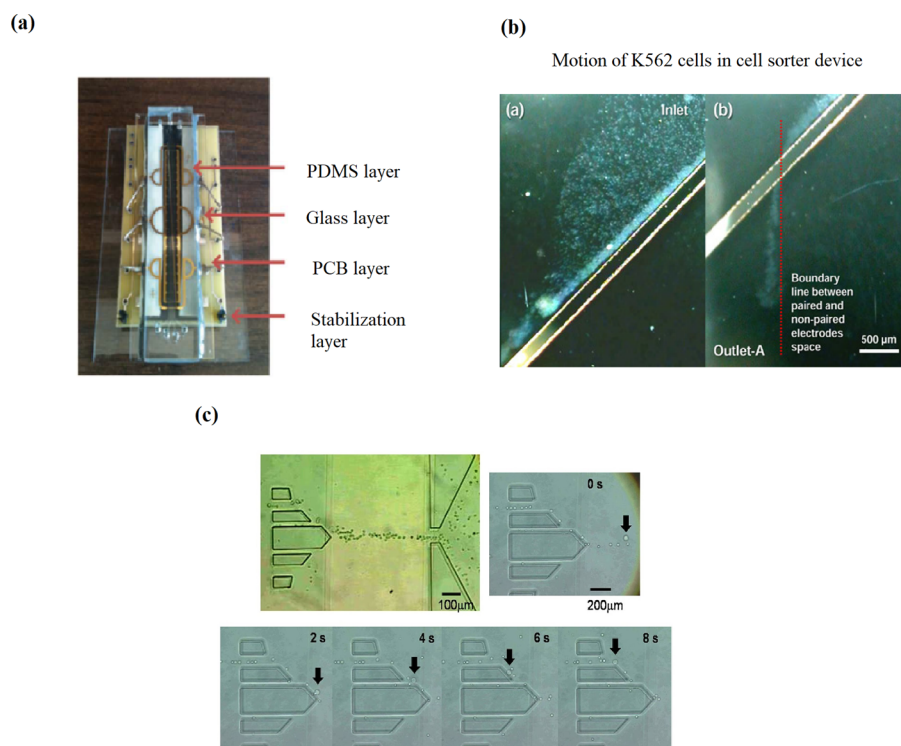 (a)
PDMS layer
Glass layer
PCB layer
Stabilization
layer
(b)
Motion of K562 cells in cell sorter device
(a)
Inlet
(b)
Boundary
line between
paired and
non-paired
electrodes
space
Outlet-A
500 µm
(c)
100µm
0 s
200µm
2 s
4 s
6 s
8 s